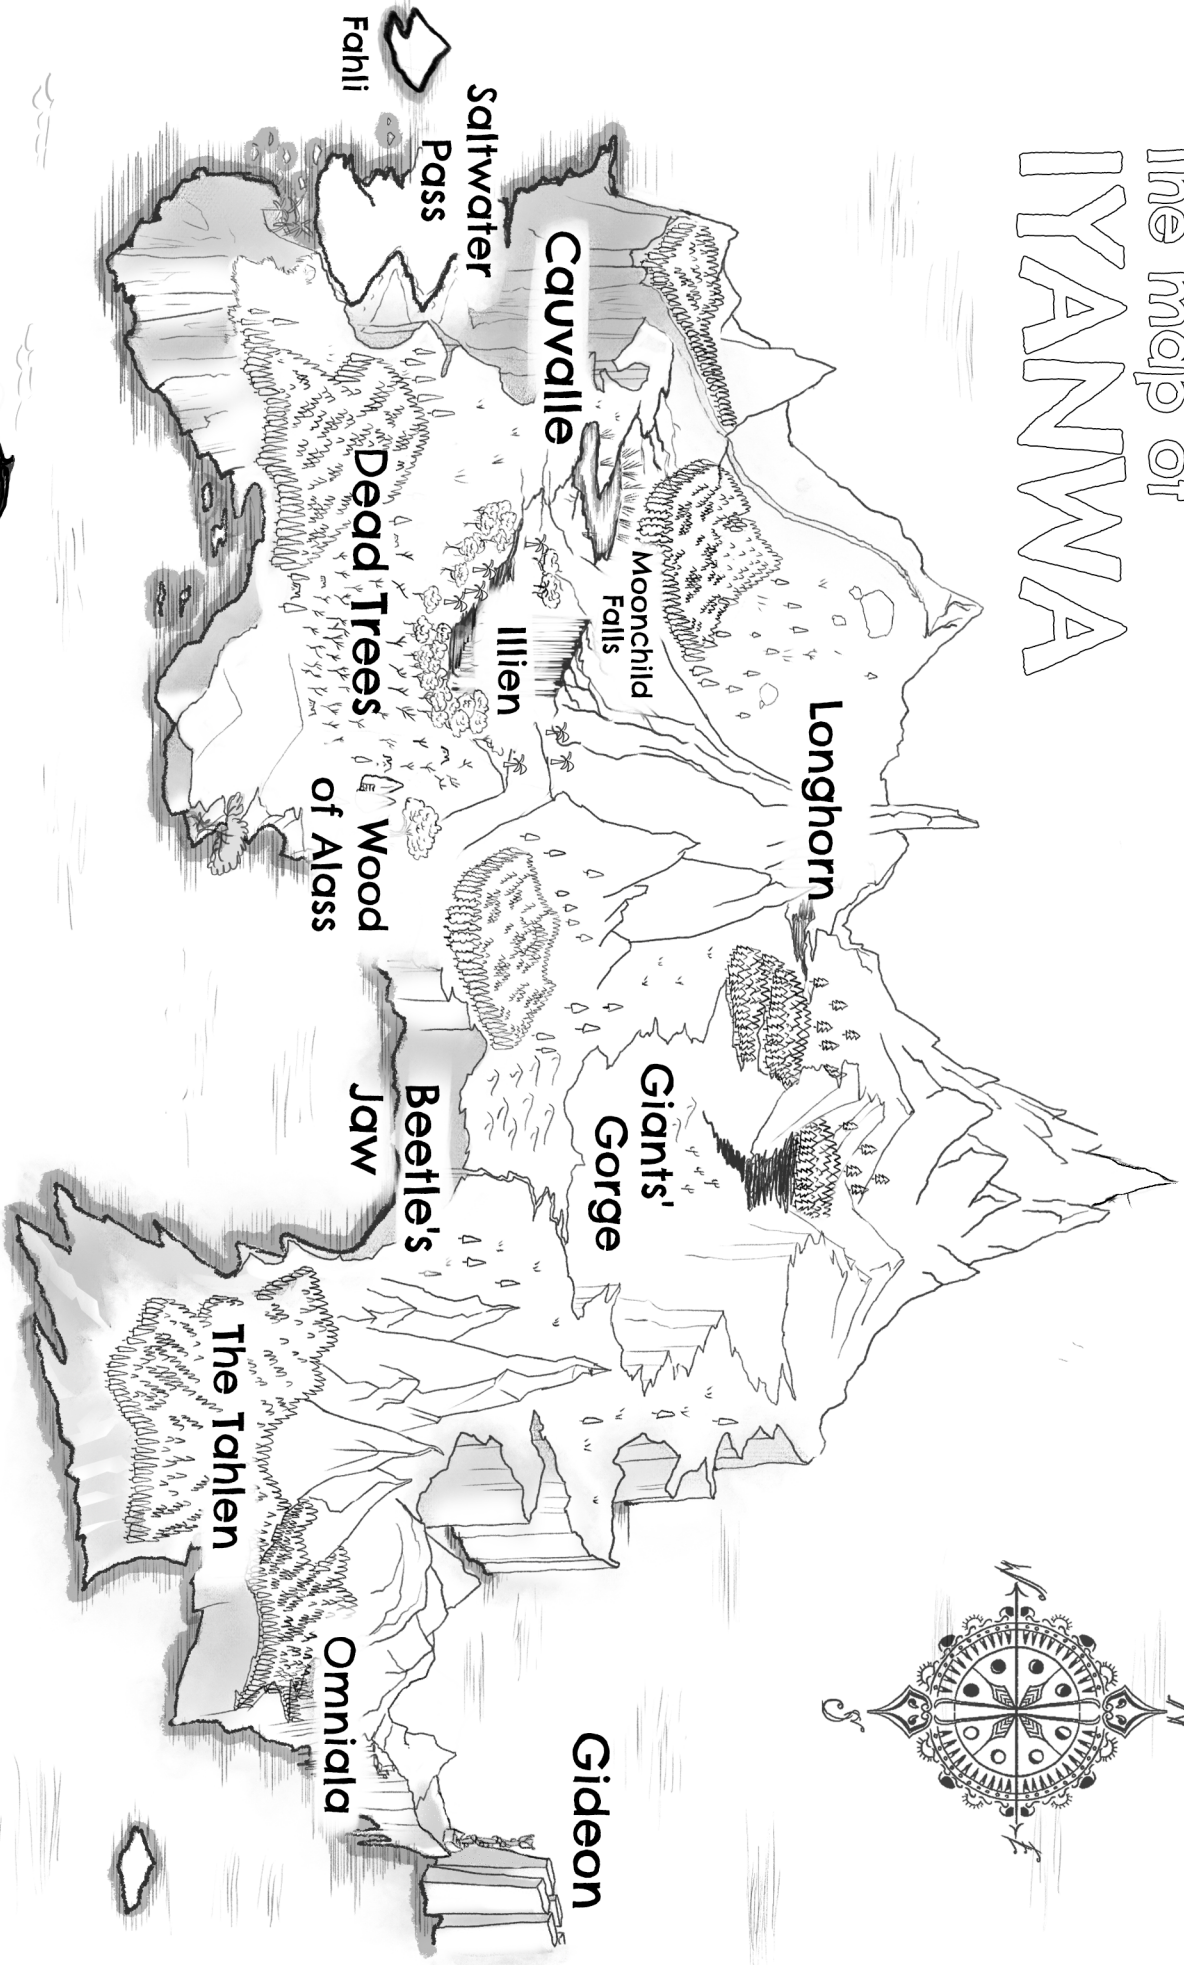 The map of
IYANWA
Longhorn
Moonchild
Falls
Giants'
Gorge
Cauvalle
Gideon
Saltwater
Pass
Illien
Fahli
Dead Trees
Wood
of Alass
Beetle's
Jaw
Omniala
The Tahlen
N
W
E
S